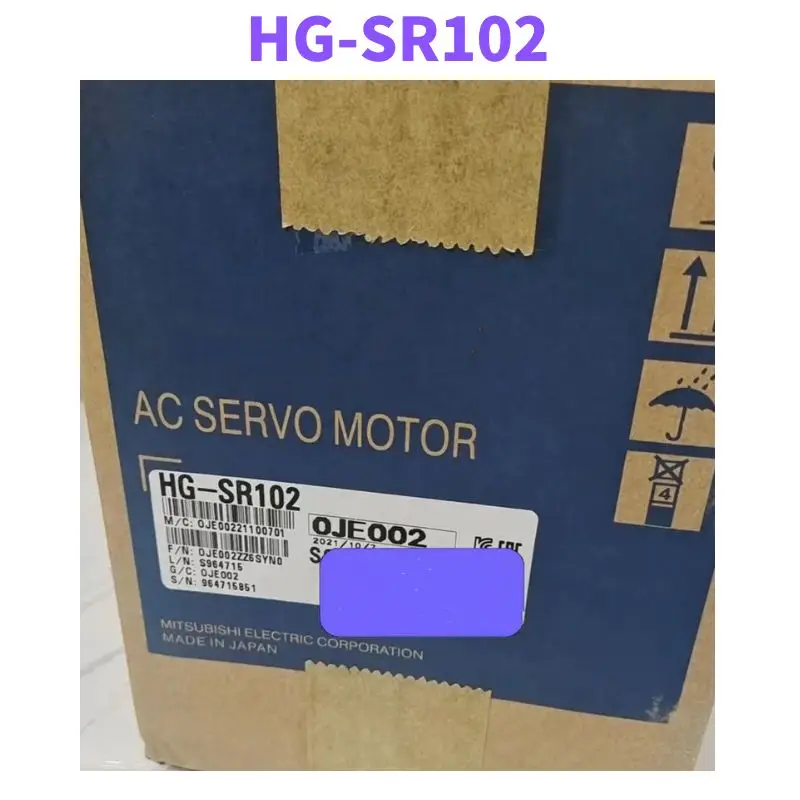 HG-SR102
AC SERVO MOTOR
HG-SR102
M/C: 0JE00221100701
0JE002
F/N: 0JE002ZZ6SYN0
L/N: S964715
G/C: 0JE002
S/N: 964715851
MITSUBISHI ELECTRIC CORPORATION
MADE IN JAPAN
4